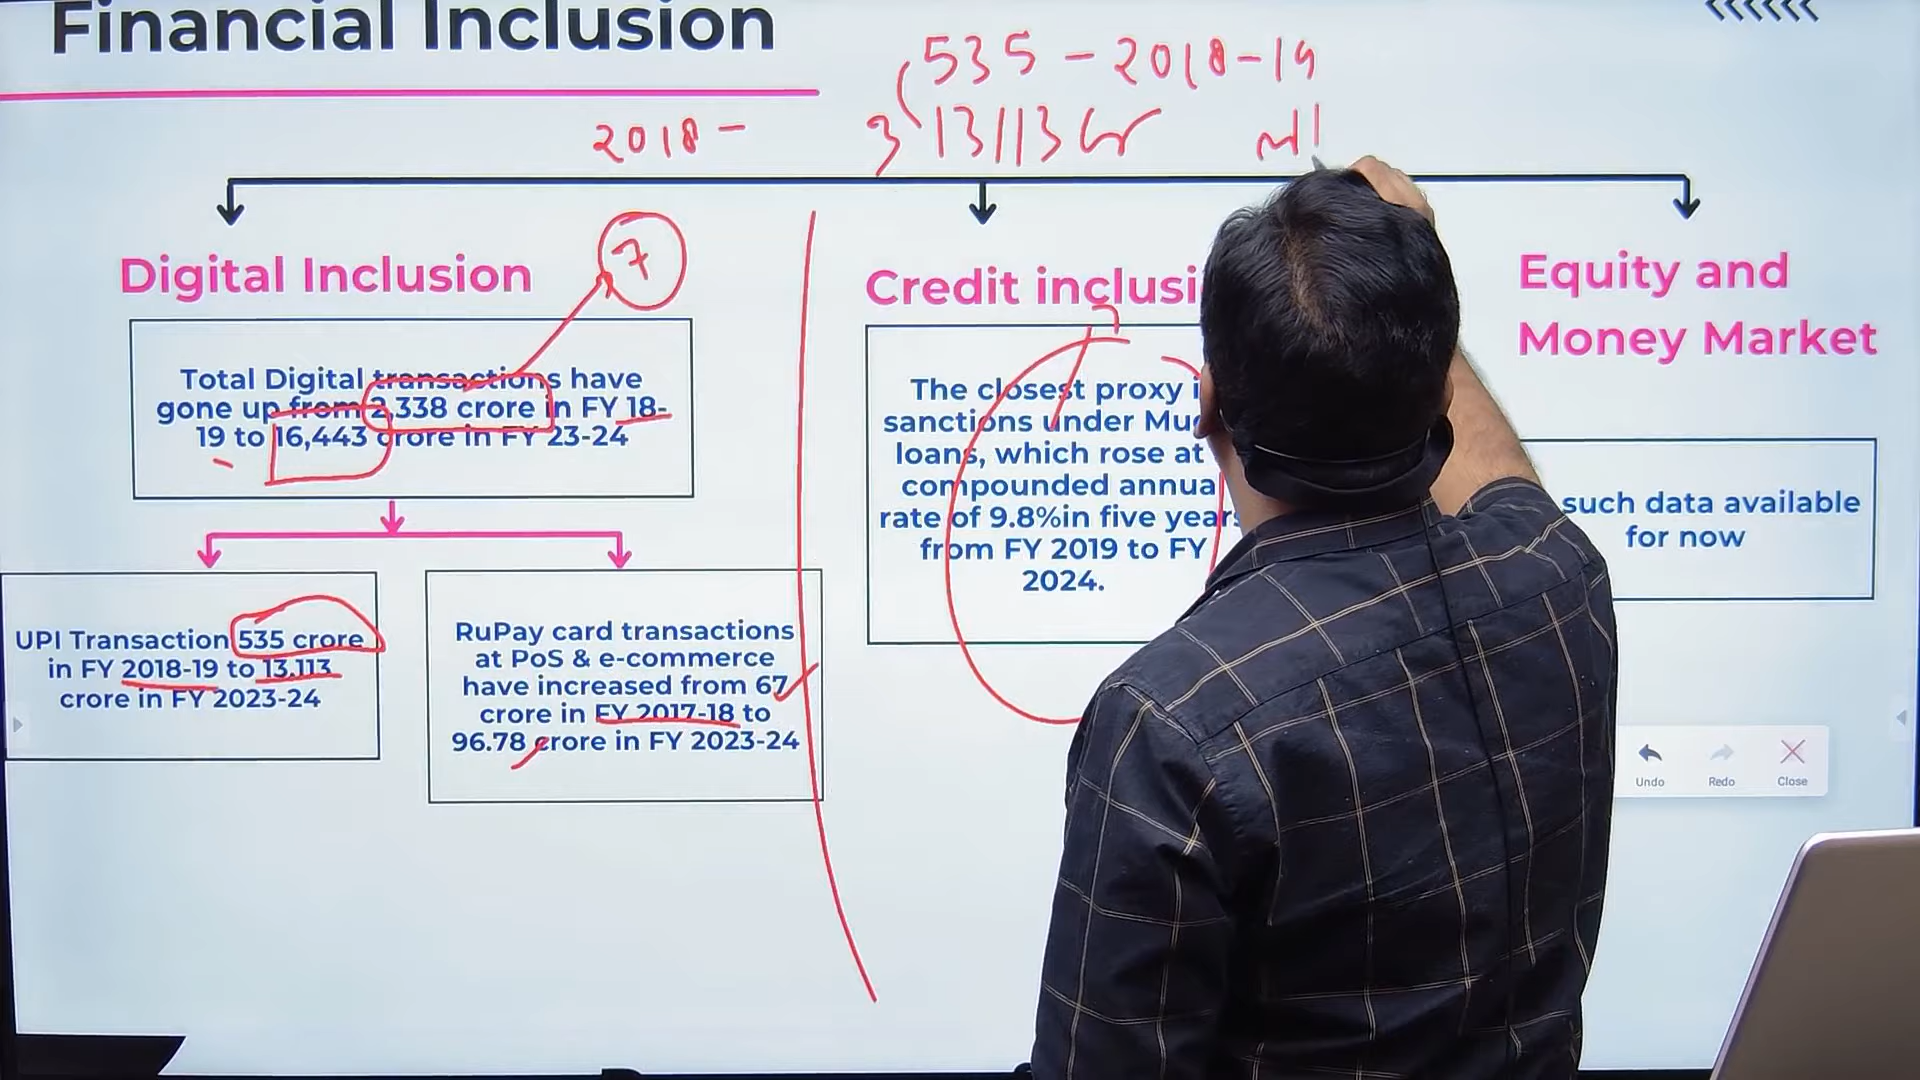 Financial Inclusion
535 - 2018-19
2018 -
3 13113 Cr
Digital Inclusion
7
Total Digital transactions have
gone up from 2,338 crore in FY 18-
19 to 16,443 crore in FY 23-24
UPI Transaction 535 crore
in FY 2018-19 to 13,113
crore in FY 2023-24
RuPay card transactions
at PoS & e-commerce
have increased from 67
crore in FY 2017-18 to
96.78 crore in FY 2023-24
Credit inclusi
The closest proxy i
sanctions under Mu
loans, which rose at
compounded annua
rate of 9.8%in five years
from FY 2019 to FY
2024.
Equity and
Money Market
such data available
for now
Undo Redo Close